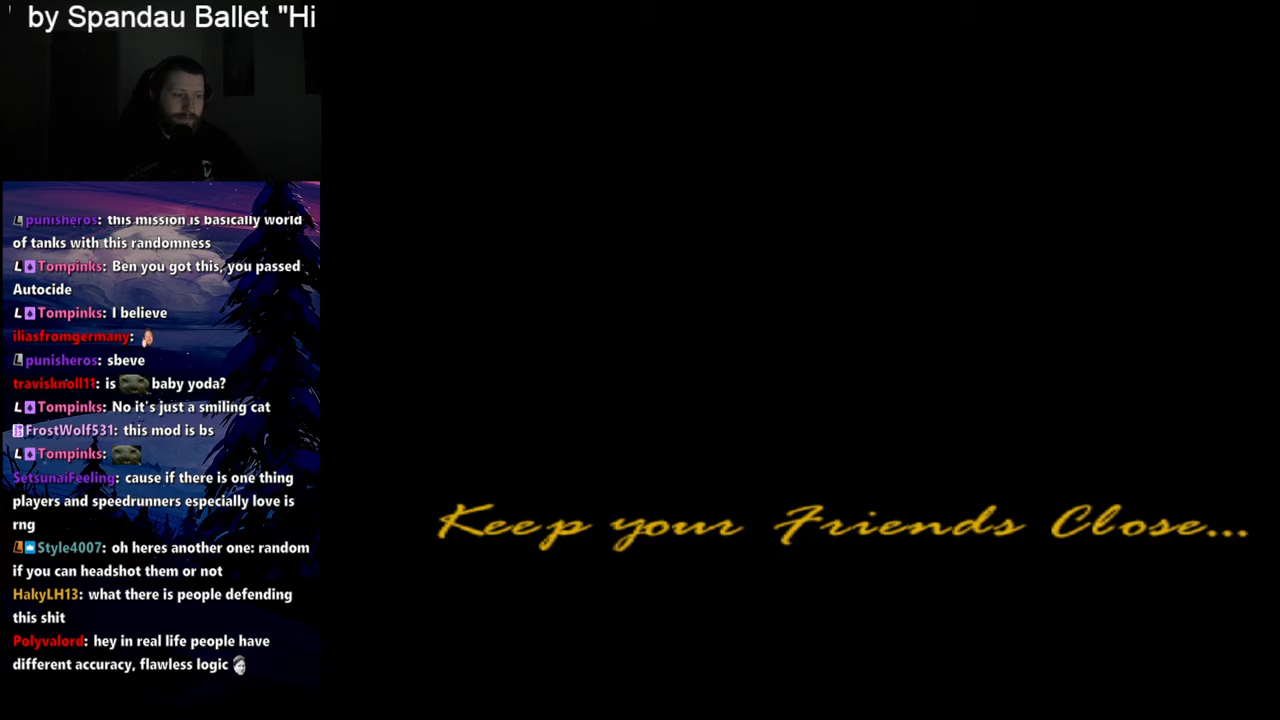 by Spandau Ballet "Hi
punisheros: this mission is basically world
of tanks with this randomness
Tompinks: Ben you got this, you passed
Autocide
Tompinks: I believe
iliasfromgermany:
punisheros: sbeve
travisknoll11: is baby yoda?
Tompinks: No it's just a smiling cat
FrostWolf531: this mod is bs
Tompinks:
SetsunaiFeeling: cause if there is one thing
players and speedrunners especially love is
rng
Style4007: oh heres another one: random
if you can headshot them or not
HakyLH13: what there is people defending
this shit
Polyvalord: hey in real life people have
different accuracy, flawless logic
Keep your Friends Close...